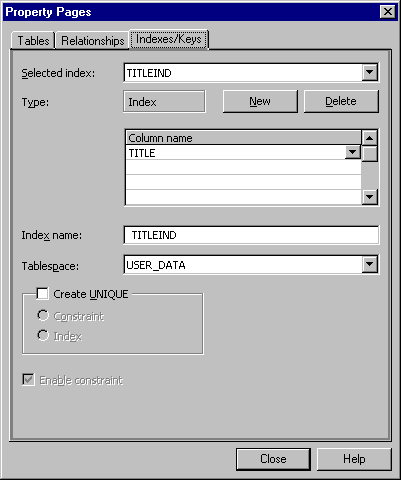 Property Pages
Tables Relationships Indexes/Keys
Selected index: TITLEIND
Type: Index New Delete
Column name
TITLE
Index name: TITLEIND
Tablespace: USER_DATA
Create UNIQUE
Constraint
Index
Enable constraint
Close Help